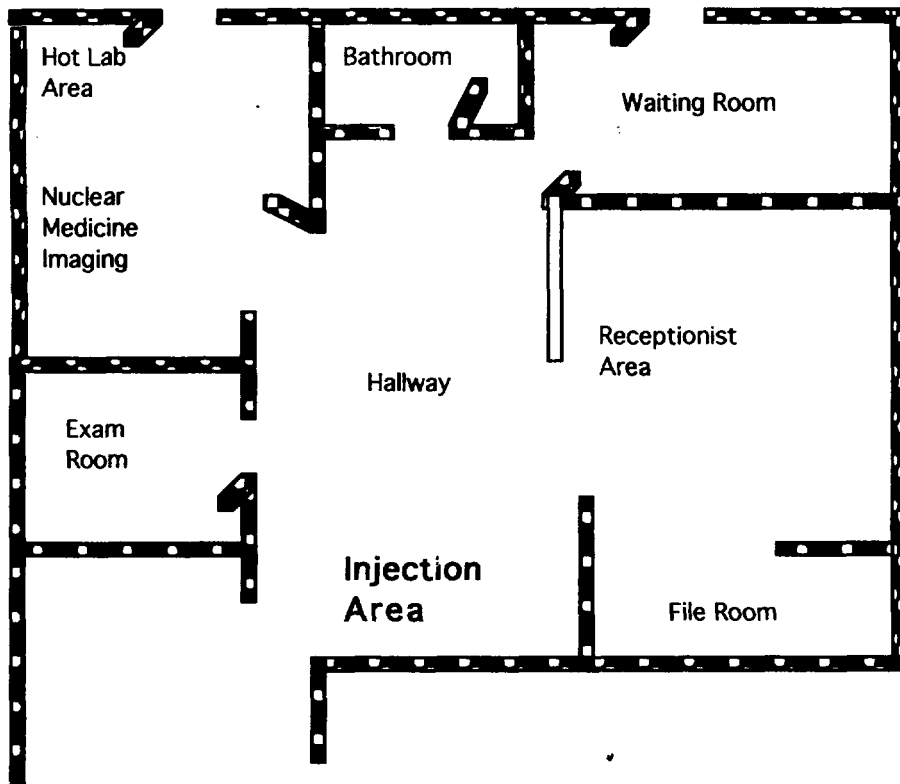 Hot Lab
Area
Bathroom
Waiting Room
Nuclear
Medicine
Imaging
Receptionist
Area
Hallway
Exam
Room
Injection
Area
File Room